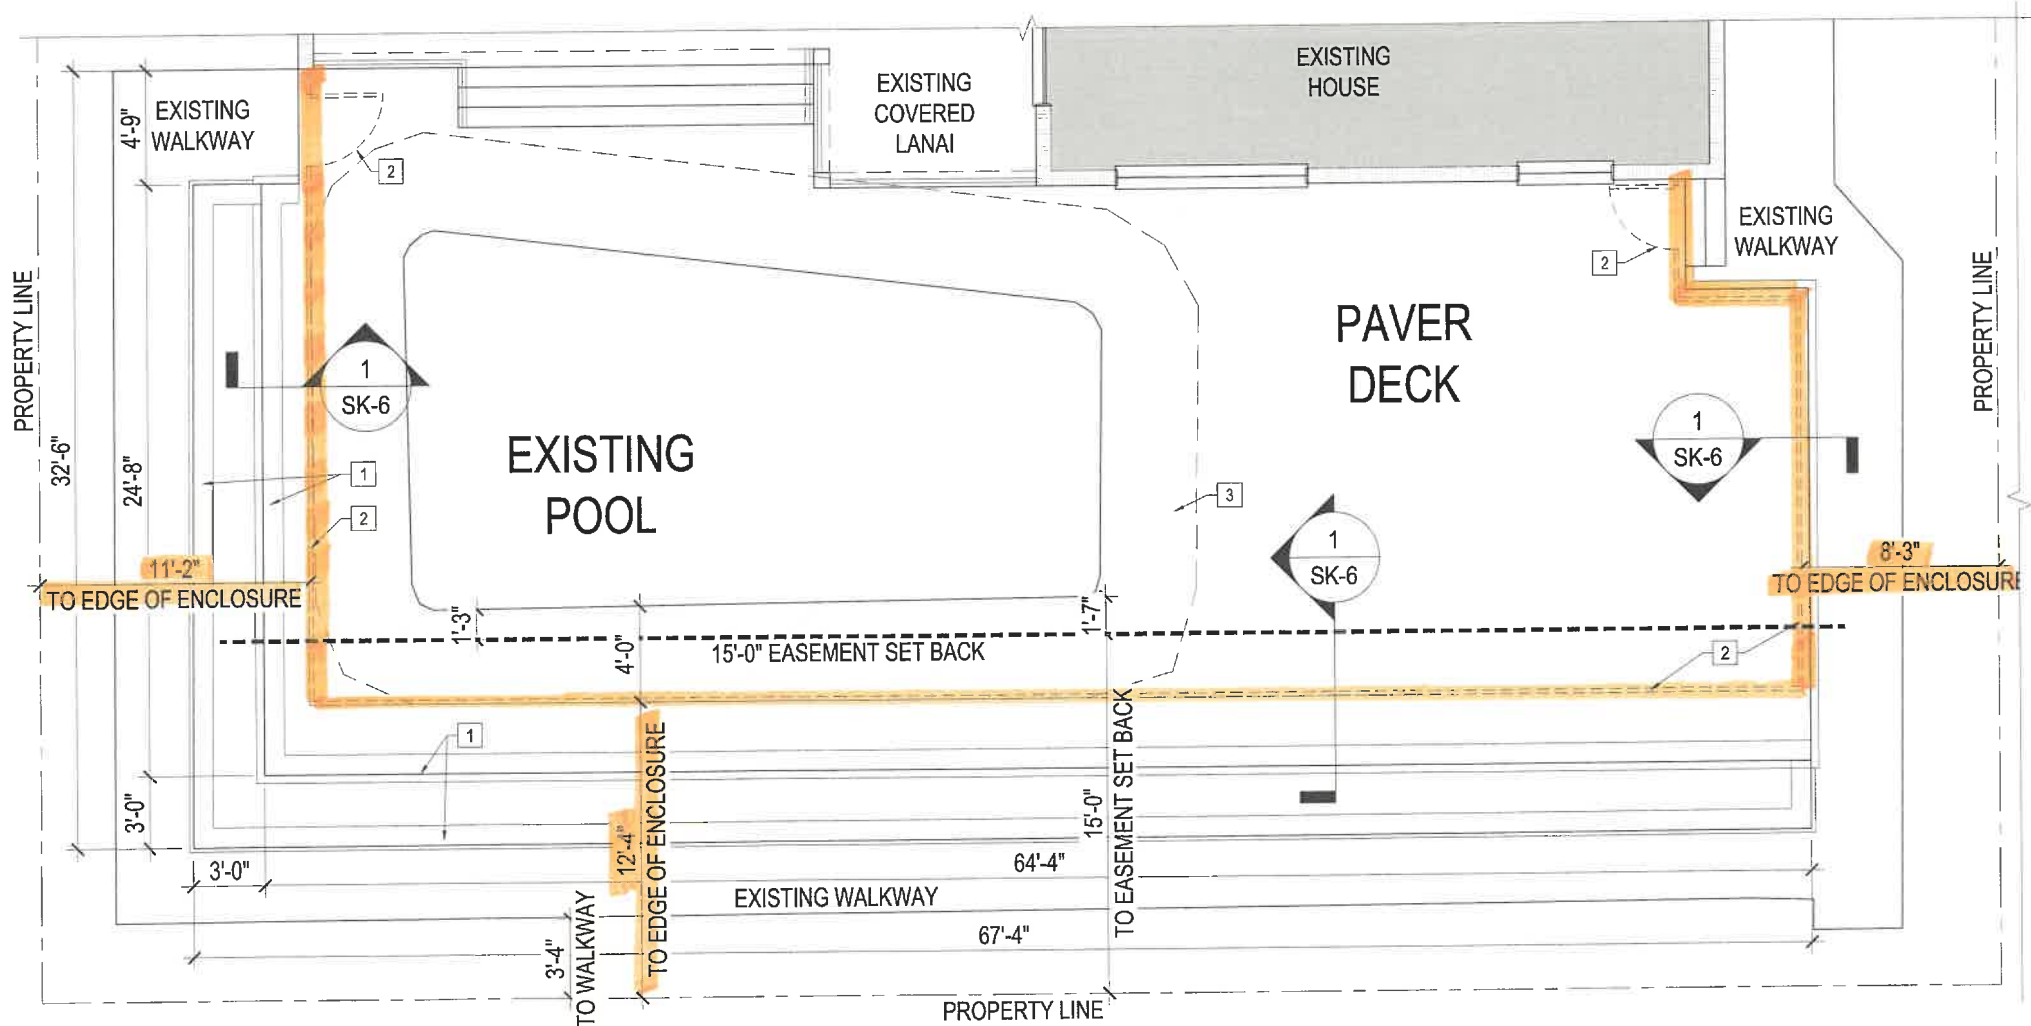 EXISTING
HOUSE
EXISTING
COVERED
LANAI
EXISTING
WALKWAY
4'-9"
2
EXISTING
WALKWAY
2
PROPERTY LINE
PROPERTY LINE
PAVER
DECK
1
SK-6
1
SK-6
1
SK-6
EXISTING
POOL
32'-6"
24'-8"
1
2
3
11'-2"
TO EDGE OF ENCLOSURE
8'-3"
TO EDGE OF ENCLOSURE
1'-3"
4'-0"
1'-7"
15'-0" EASEMENT SET BACK
2
1
3'-0"
12'-4"
TO EDGE OF ENCLOSURE
15'-0"
TO EASEMENT SET BACK
3'-0"
64'-4"
EXISTING WALKWAY
67'-4"
3'-4"
TO WALKWAY
PROPERTY LINE